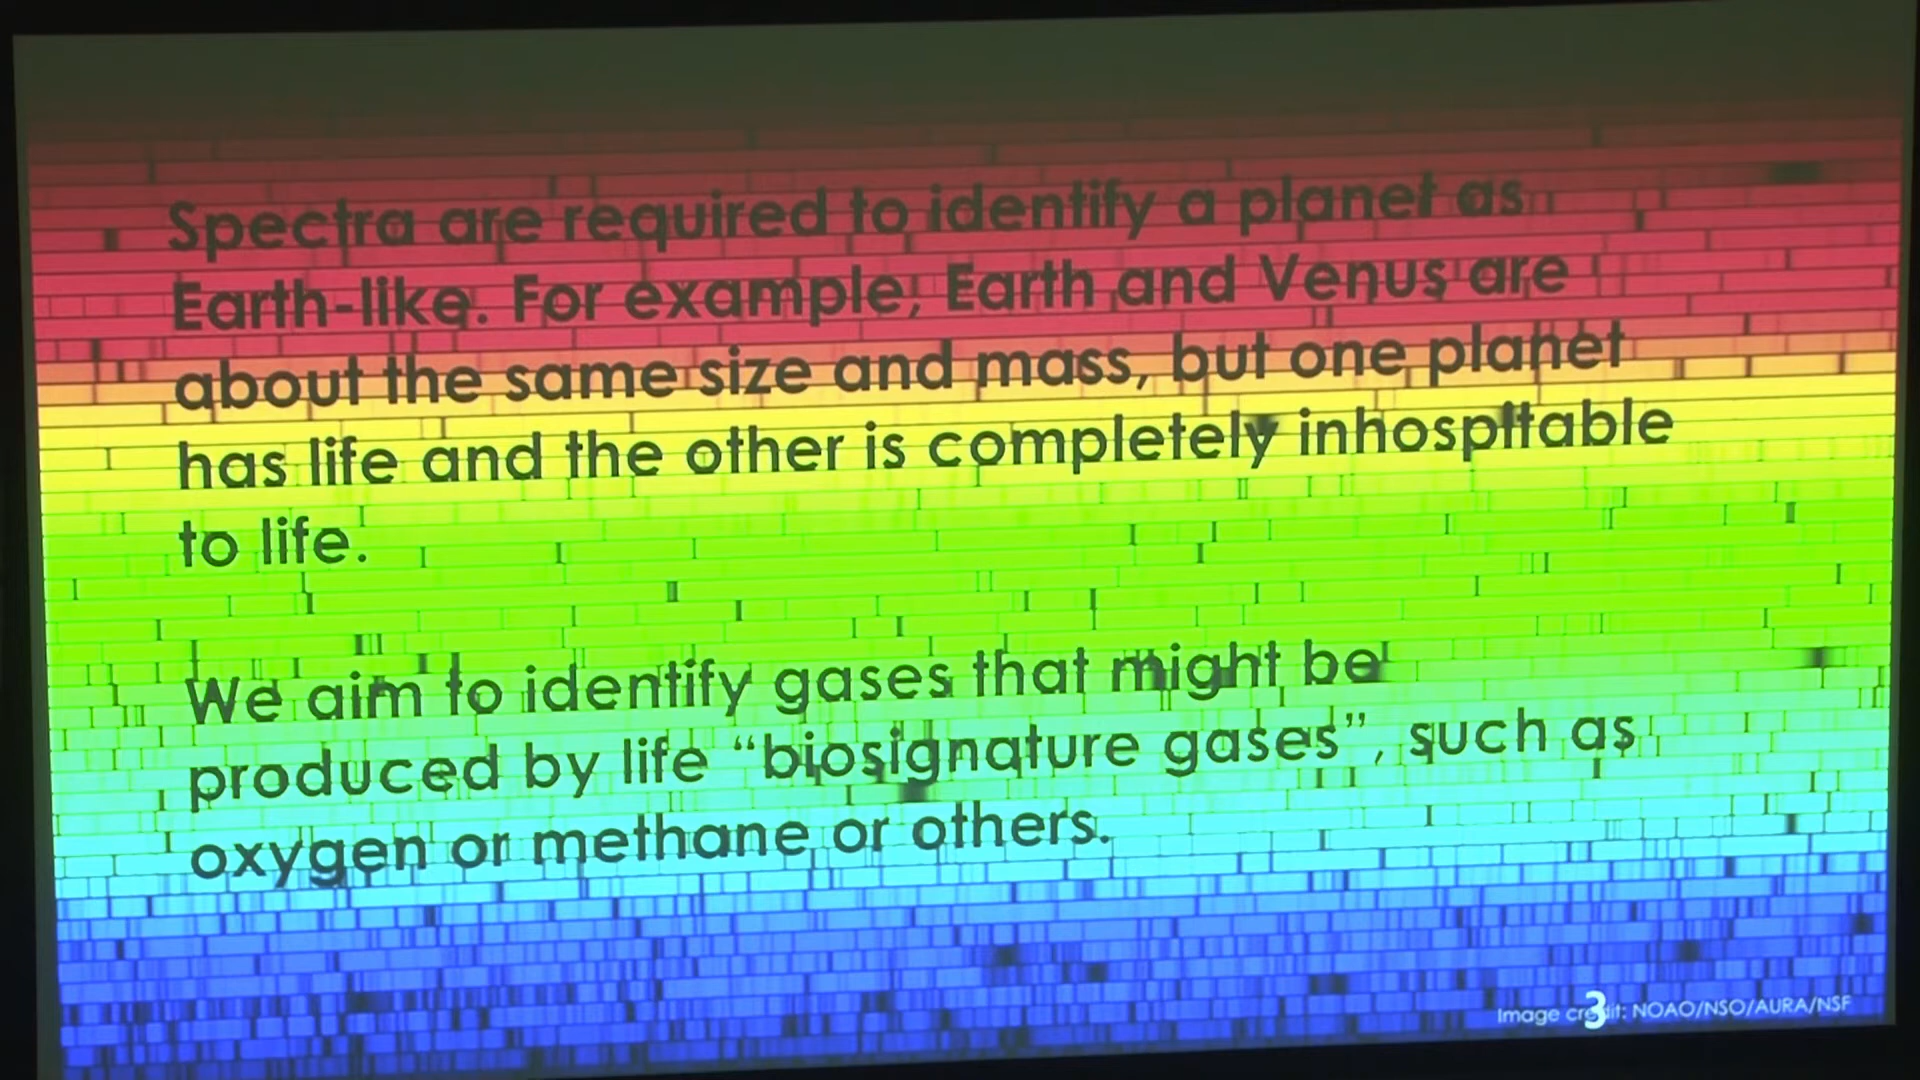 Spectra are required to identify a planet as
Earth-like. For example, Earth and Venus are
about the same size and mass, but one planet
has life and the other is completely inhospitable
to life.
We aim to identify gases that might be
produced by life “biosignature gases”, such as
oxygen or methane or others.
Image credit: NOAO/NSO/AURA/NSF
3